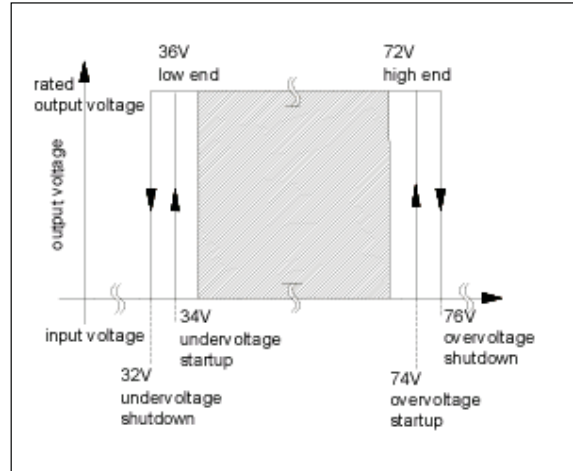 36V
low end
72V
high end
rated
output voltage
output voltage
input voltage
34V
undervoltage
startup
32V
undervoltage
shutdown
76V
overvoltage
shutdown
74V
overvoltage
startup